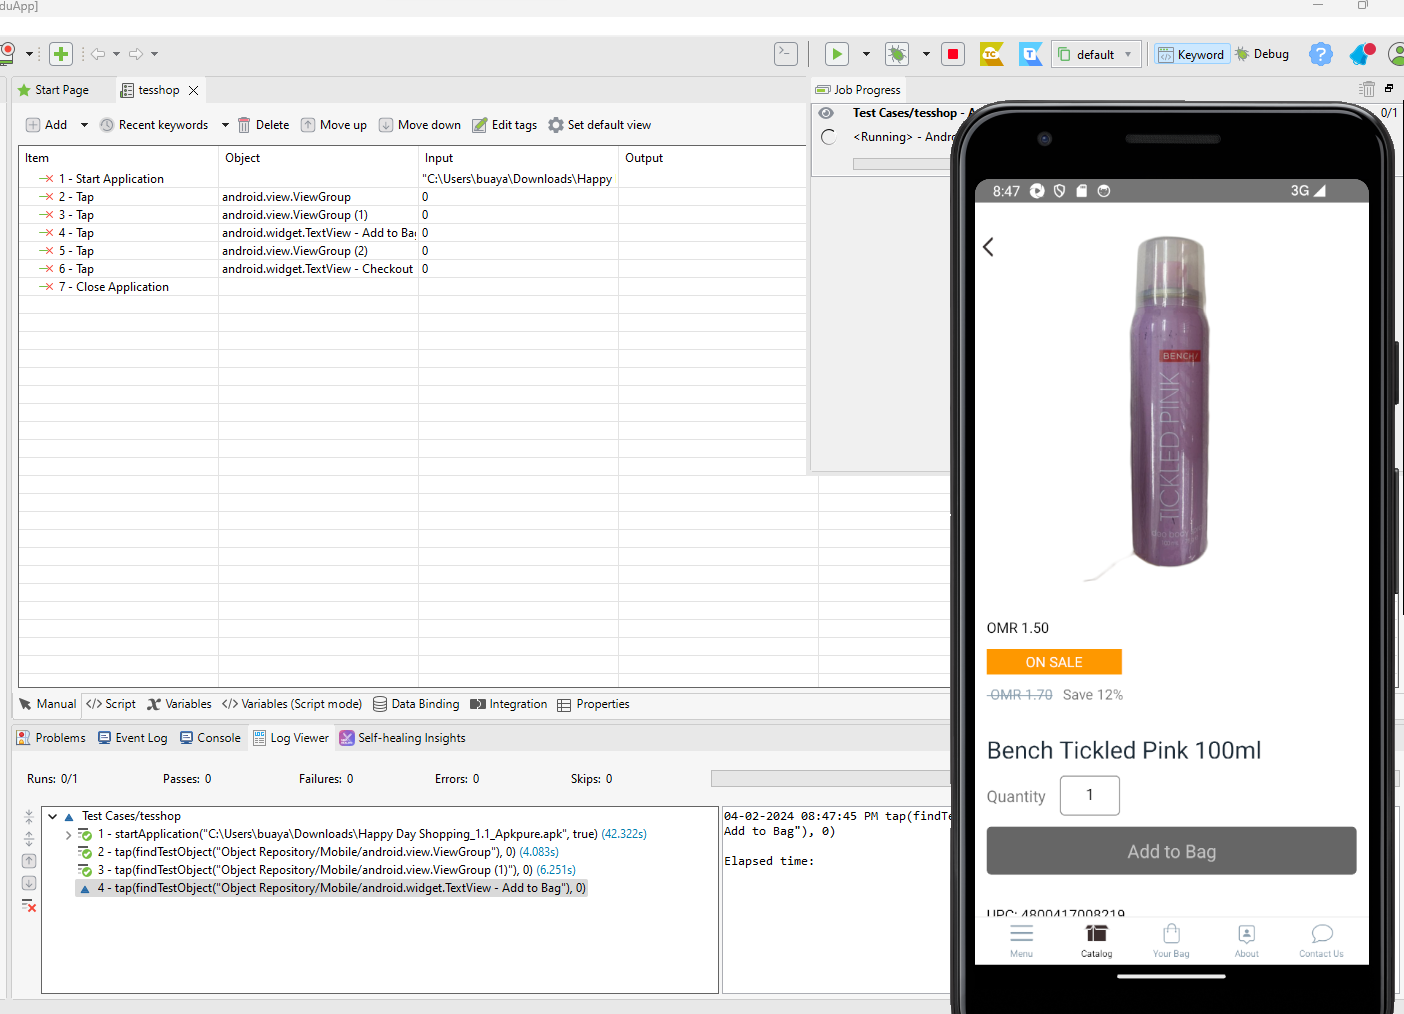 duApp]
default
Keyword
Debug
Start Page
tesshop
Job Progress
Add
Recent keywords
Delete
Move up
Move down
Edit tags
Set default view
Test Cases/tesshop - A
0/1
<Running> - Andro
Item
Object
Input
Output
1 - Start Application
"C:\Users\buaya\Downloads\Happy
2 - Tap
android.view.ViewGroup
0
3 - Tap
android.view.ViewGroup (1)
0
4 - Tap
android.widget.TextView - Add to Bag
0
5 - Tap
android.view.ViewGroup (2)
0
6 - Tap
android.widget.TextView - Checkout
0
7 - Close Application
Manual
Script
Variables
Variables (Script mode)
Data Binding
Integration
Properties
Problems
Event Log
Console
Log Viewer
Self-healing Insights
Runs: 0/1
Passes: 0
Failures: 0
Errors: 0
Skips: 0
Test Cases/tesshop
1 - startApplication("C:\Users\buaya\Downloads\Happy Day Shopping_1.1_Apkpure.apk", true) (42.322s)
2 - tap(findTestObject("Object Repository/Mobile/android.view.ViewGroup"), 0) (4.083s)
3 - tap(findTestObject("Object Repository/Mobile/android.view.ViewGroup (1)"), 0) (6.251s)
4 - tap(findTestObject("Object Repository/Mobile/android.widget.TextView - Add to Bag"), 0)
04-02-2024 08:47:45 PM tap(findTe
Add to Bag"), 0)
Elapsed time:
8:47
3G
BENCH/
TICKLED PINK
OMR 1.50
ON SALE
OMR 1.70 Save 12%
Bench Tickled Pink 100ml
Quantity
1
Add to Bag
UPC: 4800417008219
Menu
Catalog
Your Bag
About
Contact Us